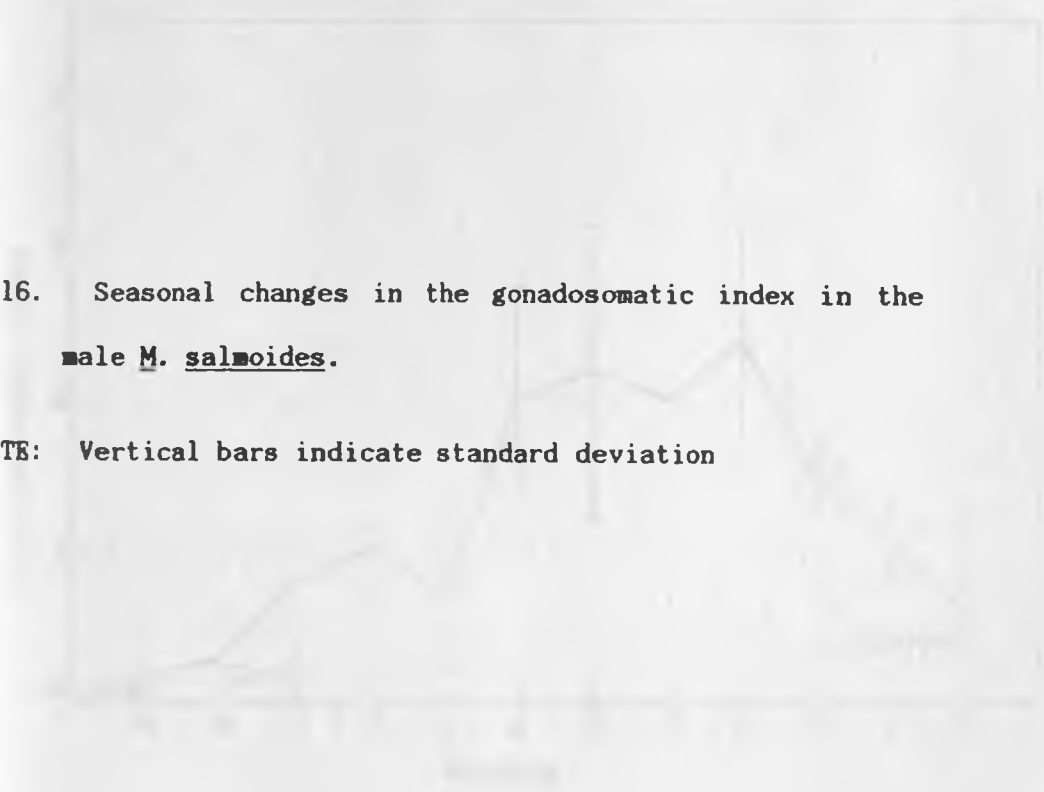 16. Seasonal changes in the gonadosomatic index in the
male M. salmoides.
TE: Vertical bars indicate standard deviation